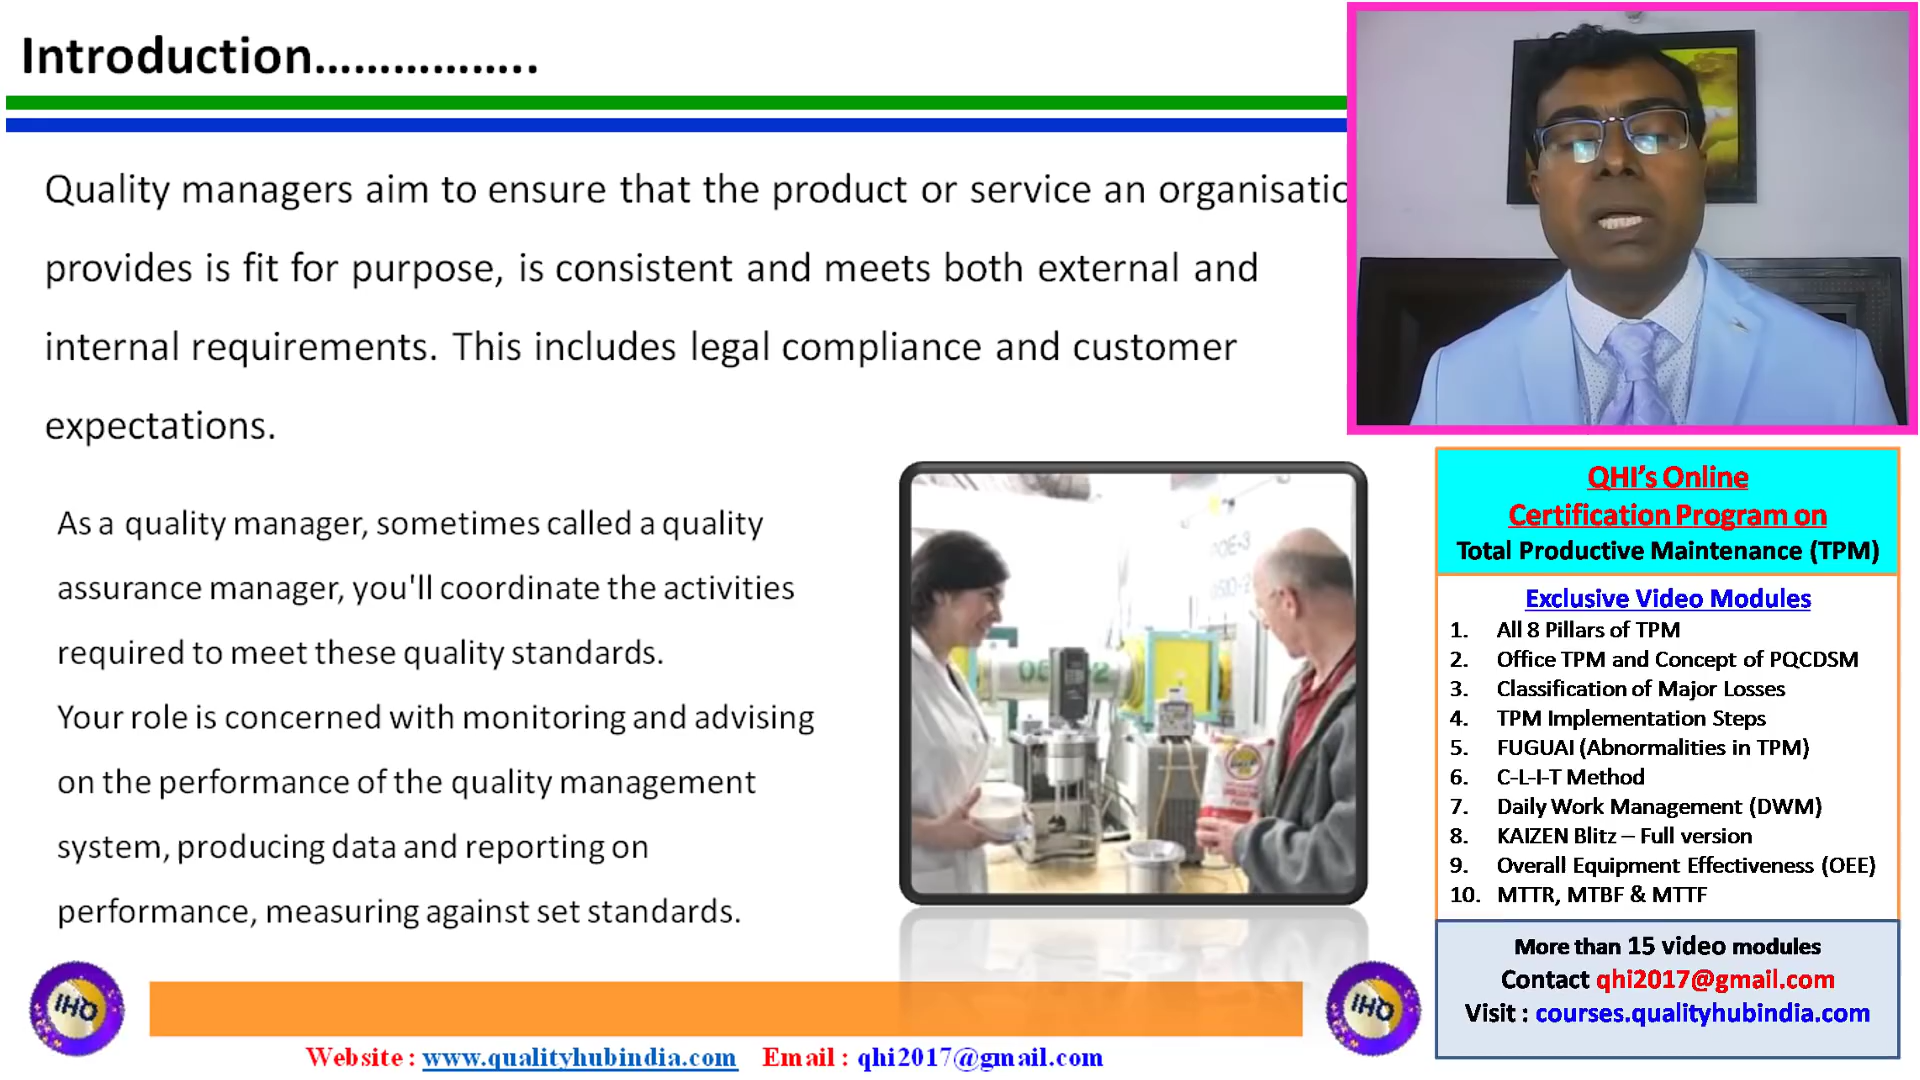 Introduction……………..
Quality managers aim to ensure that the product or service an organisatio
provides is fit for purpose, is consistent and meets both external and
internal requirements. This includes legal compliance and customer
expectations.
As a quality manager, sometimes called a quality
assurance manager, you'll coordinate the activities
required to meet these quality standards.
Your role is concerned with monitoring and advising
on the performance of the quality management
system, producing data and reporting on
performance, measuring against set standards.
QHI
QHI
Website : www.qualityhubindia.com Email : qhi2017@gmail.com
QHI’s Online
Certification Program on
Total Productive Maintenance (TPM)
Exclusive Video Modules
1. All 8 Pillars of TPM
2. Office TPM and Concept of PQCDSM
3. Classification of Major Losses
4. TPM Implementation Steps
5. FUGUAI (Abnormalities in TPM)
6. C-L-I-T Method
7. Daily Work Management (DWM)
8. KAIZEN Blitz – Full version
9. Overall Equipment Effectiveness (OEE)
10. MTTR, MTBF & MTTF
More than 15 video modules
Contact qhi2017@gmail.com
Visit : courses.qualityhubindia.com